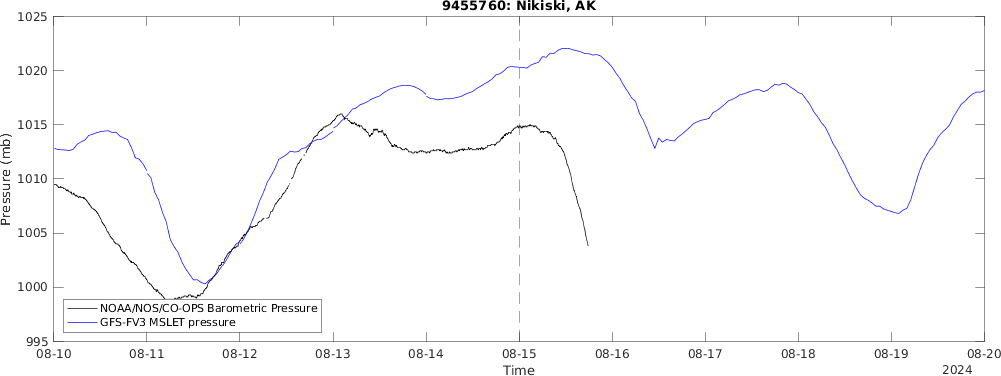 9455760: Nikiski, AK
1025
1020
1015
1010
1005
1000
995
Pressure (mb)
NOAA/NOS/CO-OPS Barometric Pressure
GFS-FV3 MSLET pressure
08-10 08-11 08-12 08-13 08-14 08-15 08-16 08-17 08-18 08-19 08-20
Time
2024